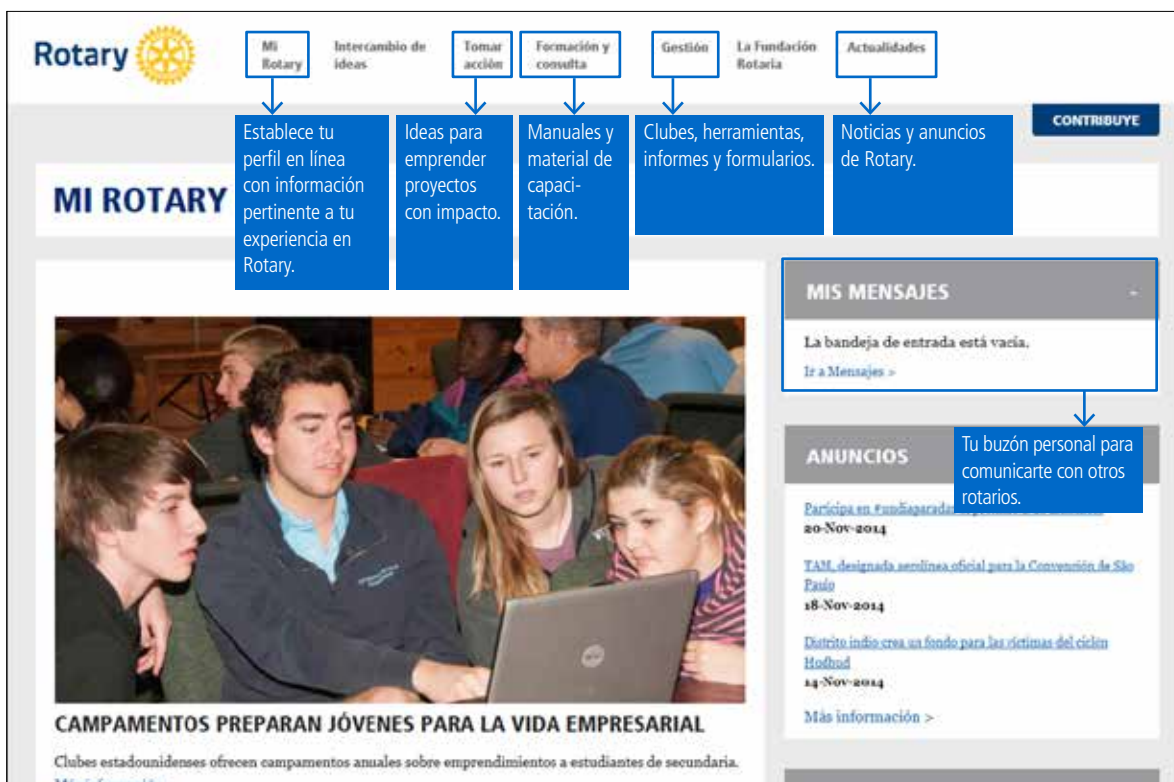 Rotary
Mi
Rotary
Intercambio de
ideas
Tomar
acción
Formación y
consulta
Gestión
La Fundación
Rotaria
Actualidades
CONTRIBUYE
Establece tu
perfil en línea
con información
pertinente a tu
experiencia en
Rotary.
Ideas para
emprender
proyectos
con impacto.
Manuales y
material de
capaci-
tación.
Clubes, herramientas,
informes y formularios.
Noticias y anuncios
de Rotary.
MI ROTARY
MIS MENSAJES -
La bandeja de entrada está vacía.
Ir a Mensajes >
Tu buzón personal para
comunicarte con otros
rotarios.
ANUNCIOS
Participa en
20-Nov-2014
TAM, designada aerolínea oficial para la Convención de São
Paulo
18-Nov-2014
Distrito indio crea un fondo para las víctimas del ciclón
Hudhud
14-Nov-2014
Más información >
CAMPAMENTOS PREPARAN JÓVENES PARA LA VIDA EMPRESARIAL
Clubes estadounidenses ofrecen campamentos anuales sobre emprendimientos a estudiantes de secundaria.